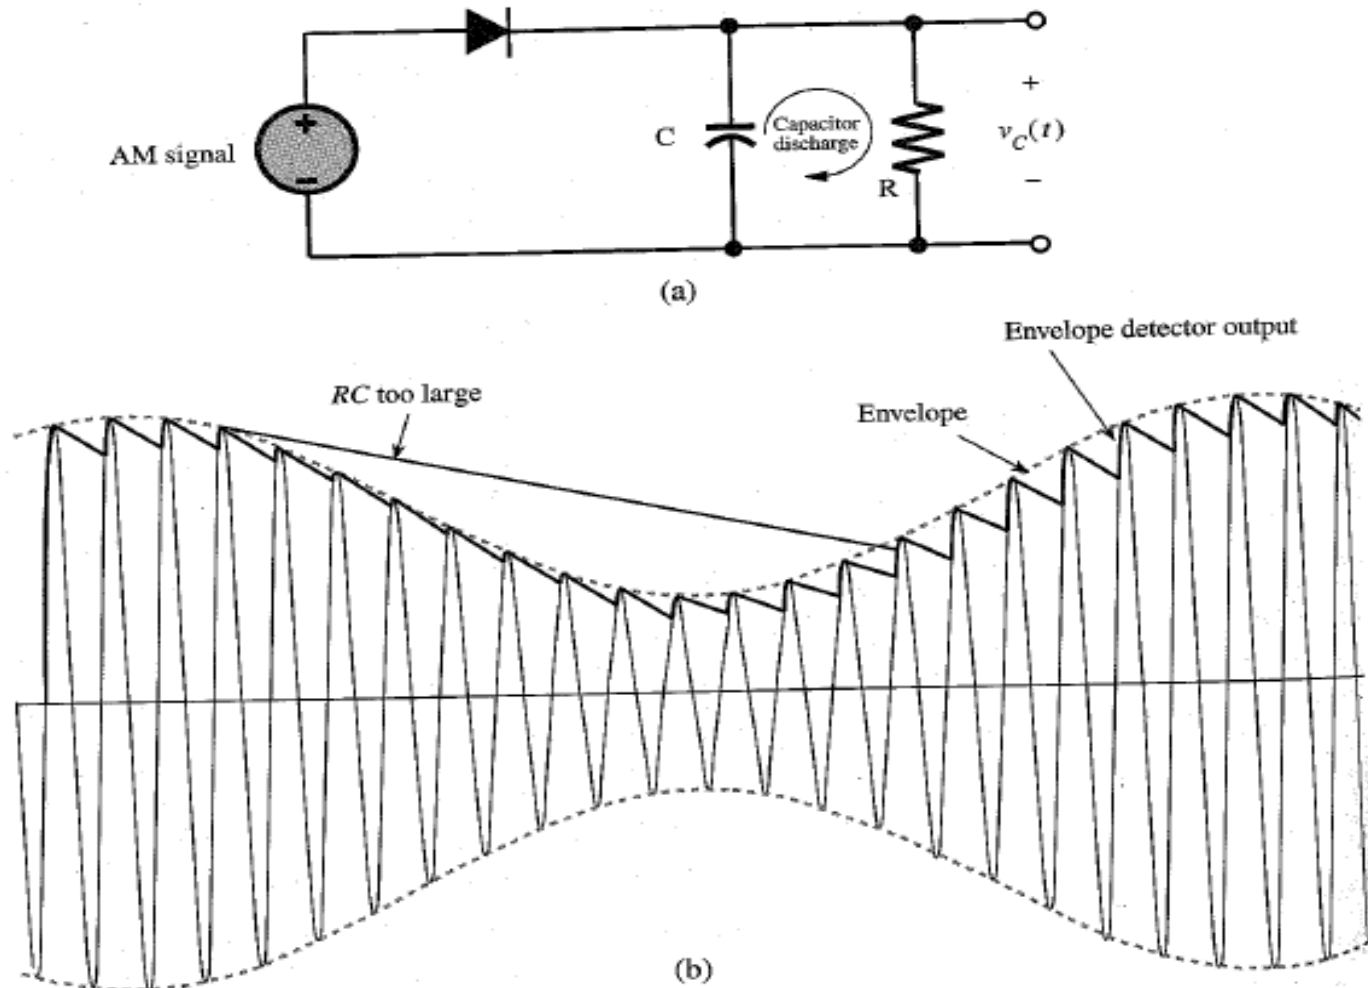 AM signal
+
−
C
Capacitor
discharge
R
+
v_C(t)
−
(a)
Envelope detector output
RC too large
Envelope
(b)